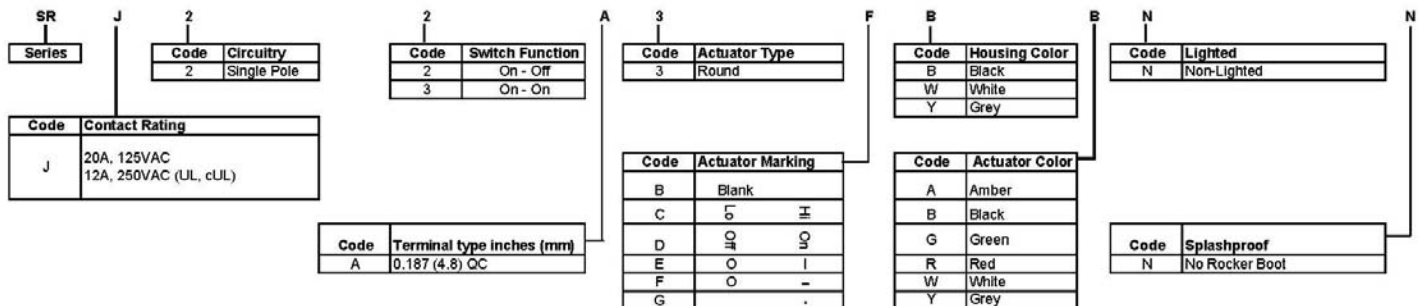 SR J 2 2 A 3 F B B N N
Series
Code Circuitry
2 Single Pole
Code Switch Function
2 On - Off
3 On - On
Code Actuator Type
3 Round
Code Housing Color
B Black
W White
Y Grey
Code Lighted
N Non-Lighted
Code Contact Rating
J 20A, 125VAC
12A, 250VAC (UL, cUL)
Code Terminal type inches (mm)
A 0.187 (4.8) QC
Code Actuator Marking
B Blank
C Lo Hi
D Off On
E O I
F O –
G .
Code Actuator Color
A Amber
B Black
G Green
R Red
W White
Y Grey
Code Splashproof
N No Rocker Boot